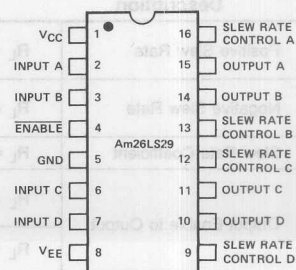 VCC 1 16 SLEW RATE CONTROL A
INPUT A 2 15 OUTPUT A
INPUT B 3 14 OUTPUT B
ENABLE 4 13 SLEW RATE CONTROL B
Am26LS29
GND 5 12 SLEW RATE CONTROL C
INPUT C 6 11 OUTPUT C
INPUT D 7 10 OUTPUT D
VEE 8 9 SLEW RATE CONTROL D